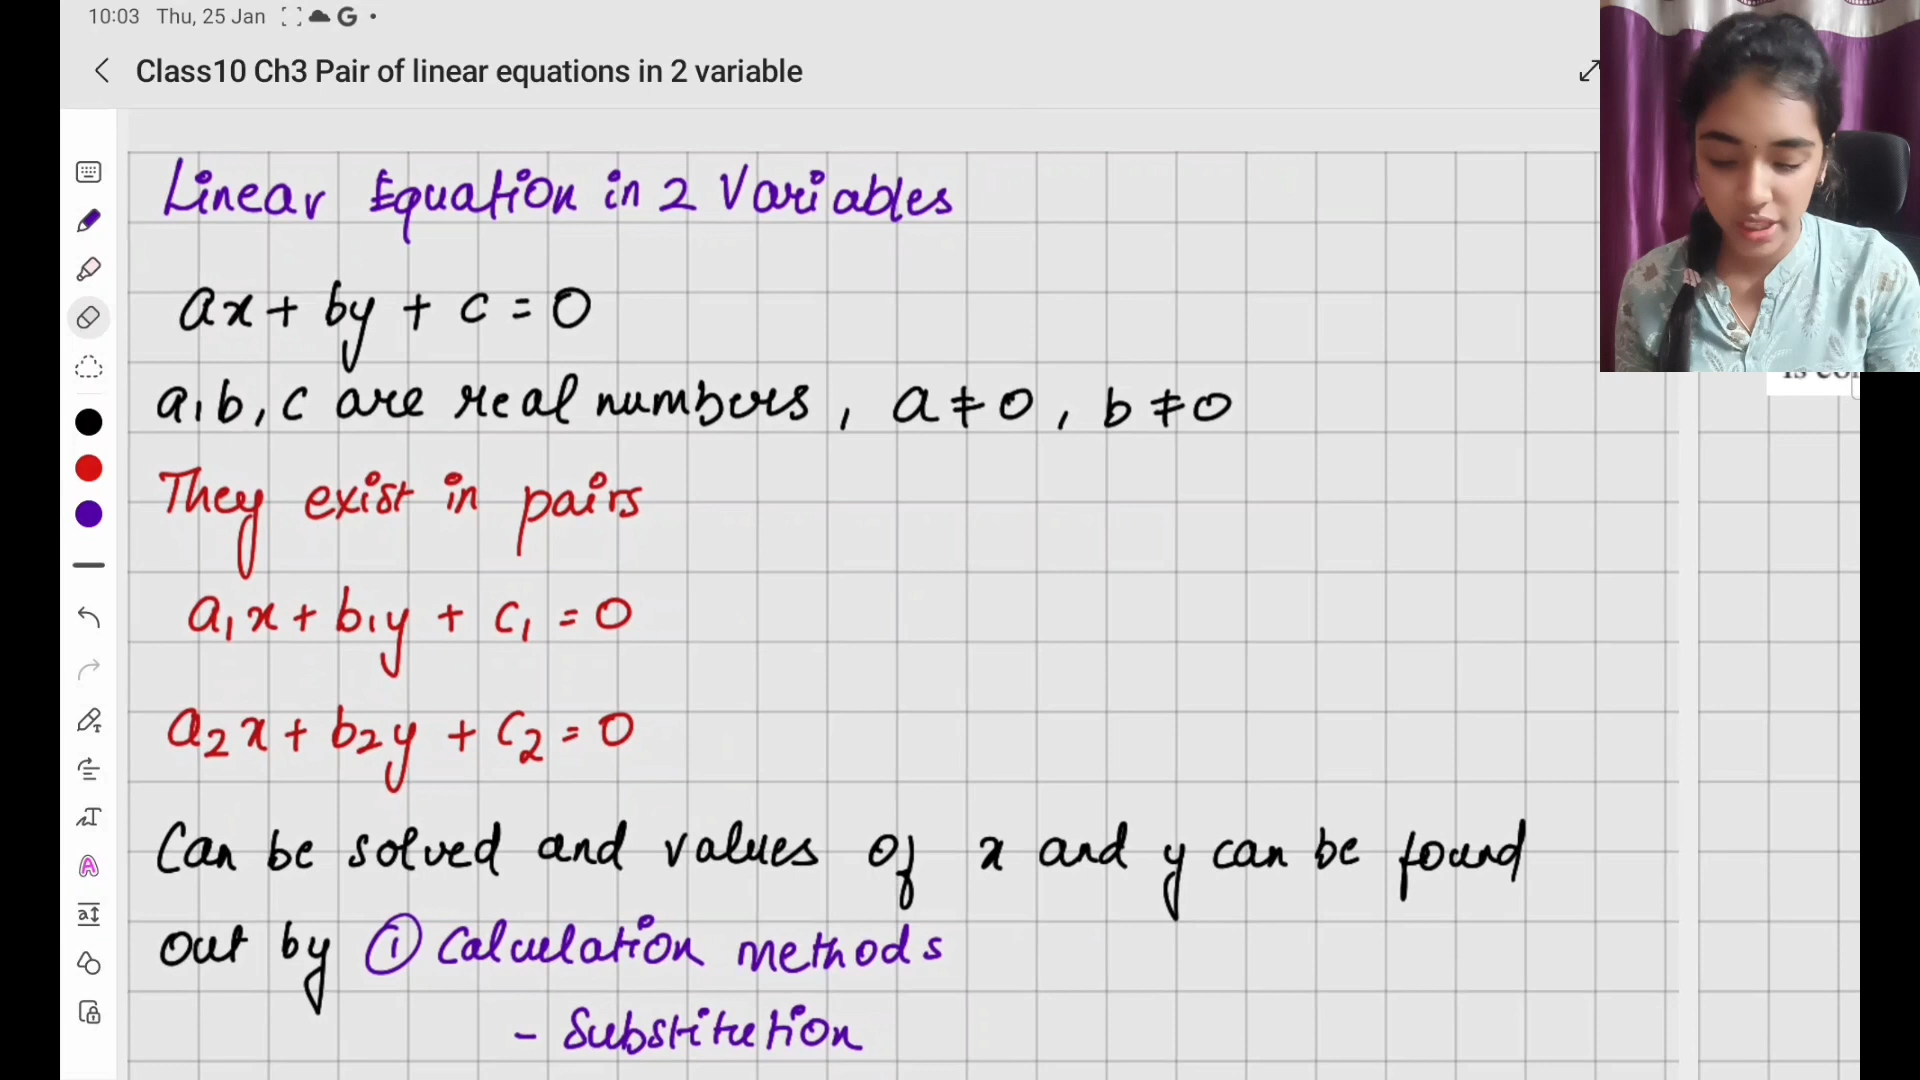 10:03 Thu, 25 Jan
Class10 Ch3 Pair of linear equations in 2 variable
Linear Equation in 2 Variables
ax + by + c = 0
a, b, c are real numbers, a ≠ 0, b ≠ 0
They exist in pairs
a₁x + b₁y + c₁ = 0
a₂x + b₂y + c₂ = 0
Can be solved and values of x and y can be found
out by ① Calculation methods
- Substitution